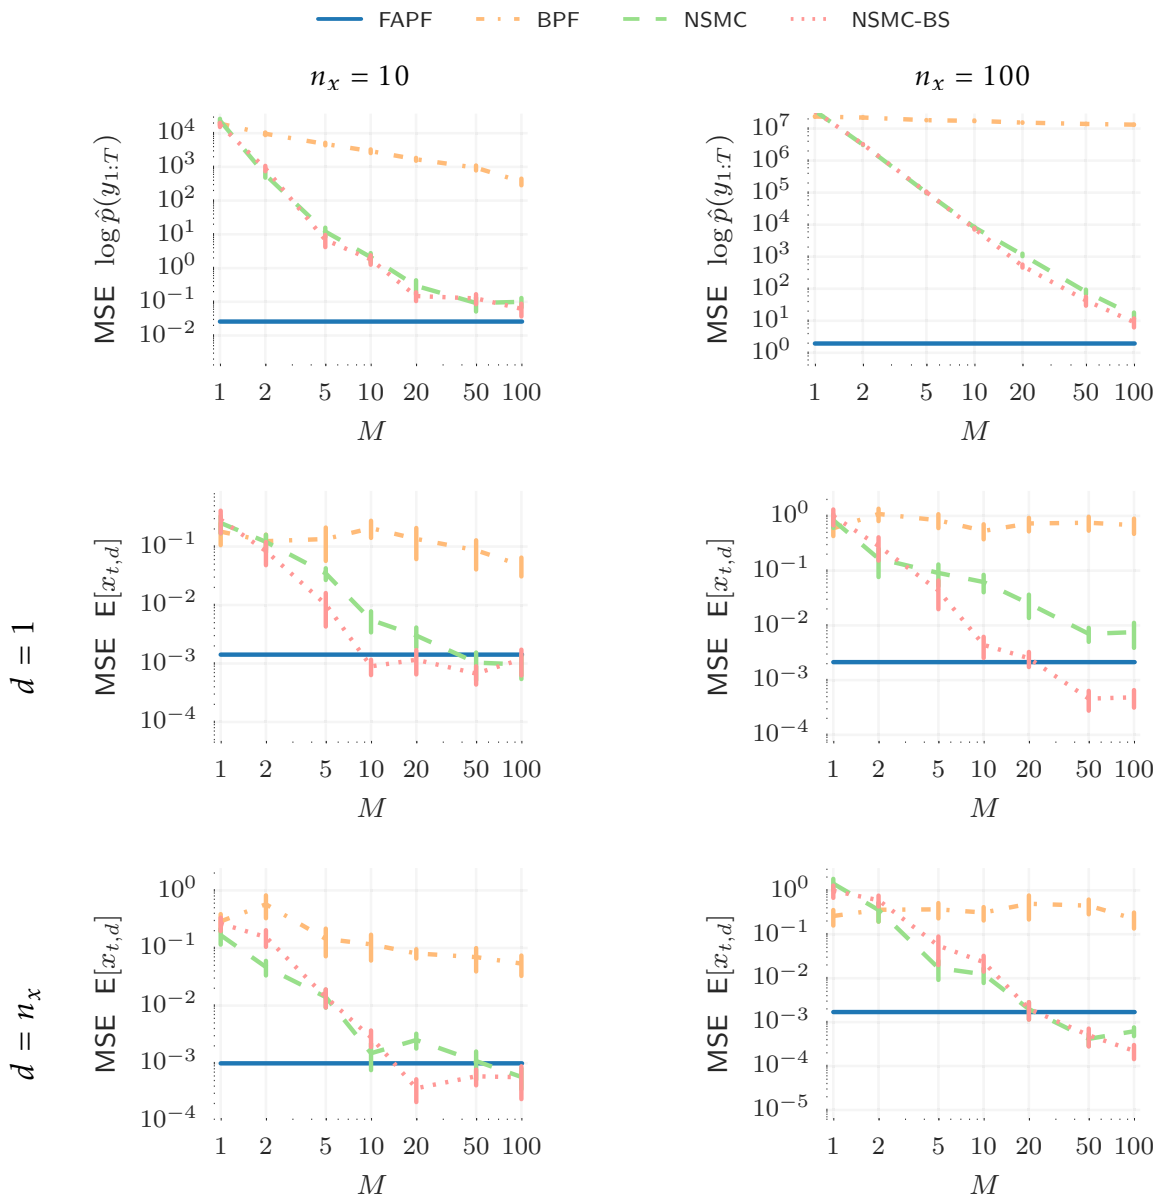 FAPF BPF NSMC NSMC-BS
n_x = 10
n_x = 100
MSE log p̂(y_{1:T})
10^4
10^3
10^2
10^1
10^0
10^{-1}
10^{-2}
1 2 5 10 20 50 100
M
MSE log p̂(y_{1:T})
10^7
10^6
10^5
10^4
10^3
10^2
10^1
10^0
1 2 5 10 20 50 100
M
d = 1
MSE E[x_{t,d}]
10^{-1}
10^{-2}
10^{-3}
10^{-4}
1 2 5 10 20 50 100
M
MSE E[x_{t,d}]
10^0
10^{-1}
10^{-2}
10^{-3}
10^{-4}
1 2 5 10 20 50 100
M
d = n_x
MSE E[x_{t,d}]
10^0
10^{-1}
10^{-2}
10^{-3}
10^{-4}
1 2 5 10 20 50 100
M
MSE E[x_{t,d}]
10^0
10^{-1}
10^{-2}
10^{-3}
10^{-4}
10^{-5}
1 2 5 10 20 50 100
M